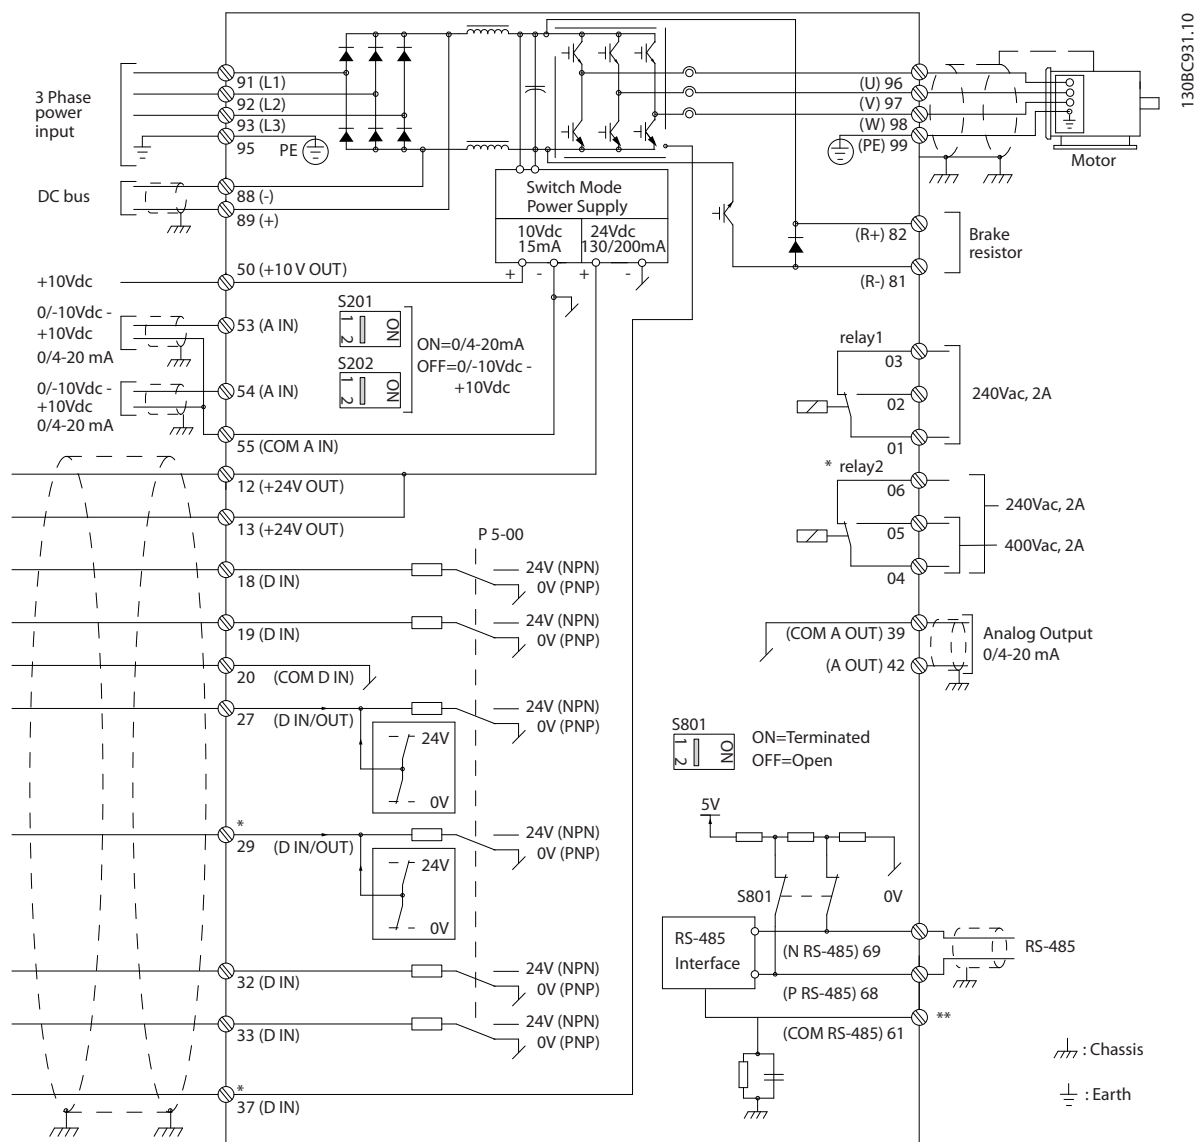 130BC931.10
3 Phase
power
input
91 (L1)
92 (L2)
93 (L3)
95
PE
DC bus
88 (-)
89 (+)
+10Vdc
50 (+10 V OUT)
0/-10Vdc -
+10Vdc
0/4-20 mA
53 (A IN)
0/-10Vdc -
+10Vdc
0/4-20 mA
54 (A IN)
55 (COM A IN)
12 (+24V OUT)
13 (+24V OUT)
18 (D IN)
19 (D IN)
20 (COM D IN)
27 (D IN/OUT)
24V
0V
*
29 (D IN/OUT)
24V
0V
32 (D IN)
33 (D IN)
*
37 (D IN)
S201
1 2
ON
S202
1 2
ON
ON=0/4-20mA
OFF=0/-10Vdc -
+10Vdc
P 5-00
24V (NPN)
0V (PNP)
24V (NPN)
0V (PNP)
24V (NPN)
0V (PNP)
24V (NPN)
0V (PNP)
24V (NPN)
0V (PNP)
24V (NPN)
0V (PNP)
Switch Mode
Power Supply
10Vdc
15mA
24Vdc
130/200mA
+ - + -
(U) 96
(V) 97
(W) 98
(PE) 99
Motor
(R+) 82
(R-) 81
Brake
resistor
relay1
03
02
01
240Vac, 2A
* relay2
06
05
04
240Vac, 2A
400Vac, 2A
(COM A OUT) 39
(A OUT) 42
Analog Output
0/4-20 mA
S801
1 2
ON
ON=Terminated
OFF=Open
5V
S801
0V
RS-485
Interface
(N RS-485) 69
(P RS-485) 68
(COM RS-485) 61
RS-485
**
: Chassis
: Earth